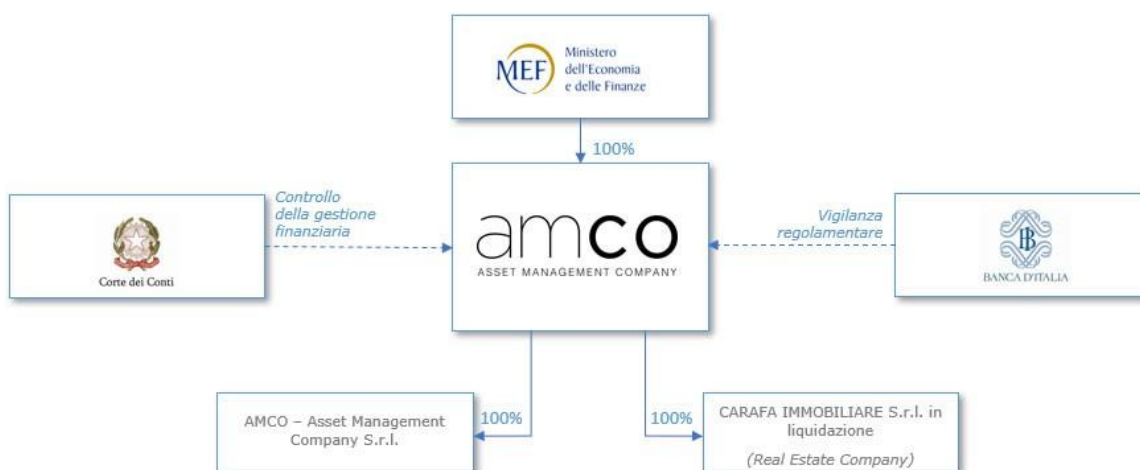 MEF
Ministero
dell'Economia
e delle Finanze
100%
Controllo
della gestione
finanziaria
Corte dei Conti
amco
ASSET MANAGEMENT COMPANY
Vigilanza
regolamentare
BANCA D'ITALIA
100%
AMCO – Asset Management
Company S.r.l.
100%
CARAFA IMMOBILIARE S.r.l. in
liquidazione
(Real Estate Company)